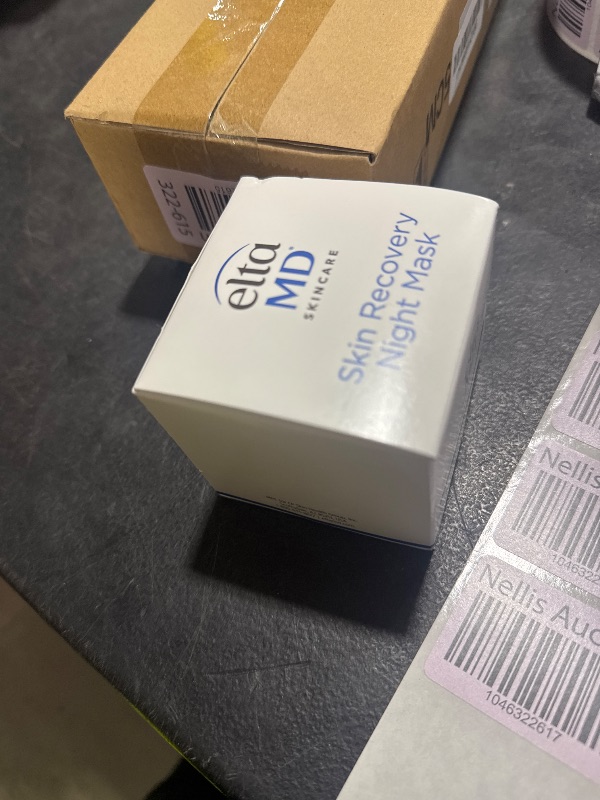 322-615
elta
MD®
SKINCARE
Skin Recovery
Night Mask
Nellis
Nellis Auc
1046322617